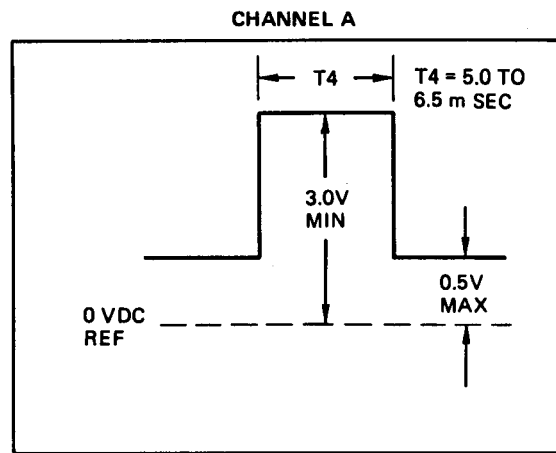 CHANNEL A
T4
T4 = 5.0 TO
6.5 m SEC
3.0V
MIN
0.5V
MAX
0 VDC
REF